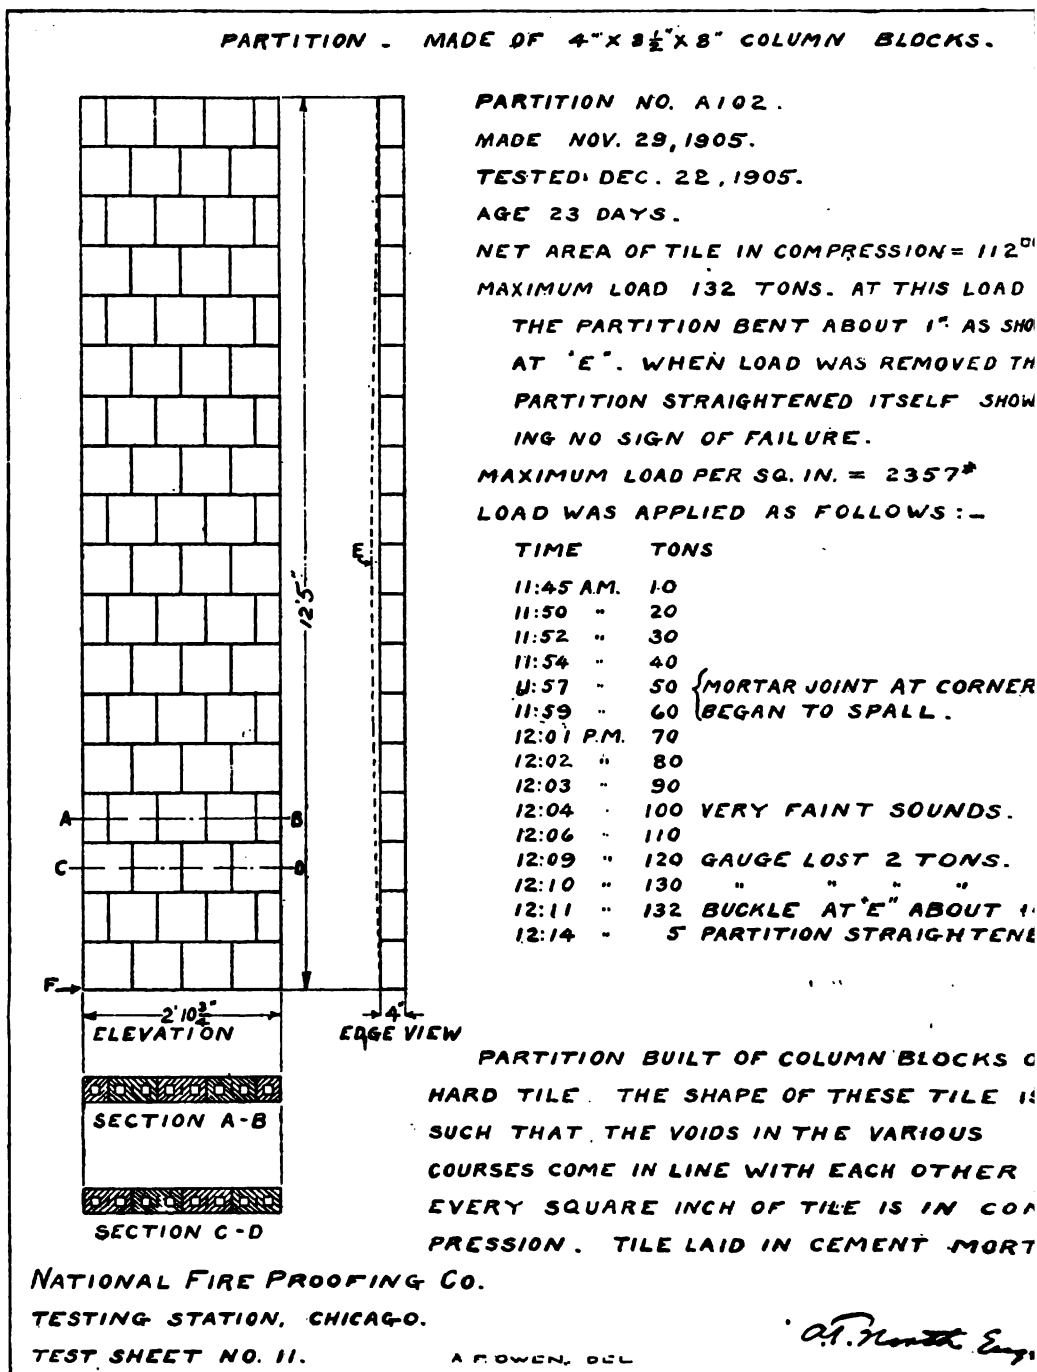 PARTITION - MADE OF 4"X 8½"X 8" COLUMN BLOCKS.
PARTITION NO. A102.
MADE NOV. 29, 1905.
TESTED DEC. 22, 1905.
AGE 23 DAYS.
NET AREA OF TILE IN COMPRESSION = 112
MAXIMUM LOAD 132 TONS. AT THIS LOAD
THE PARTITION BENT ABOUT 1" AS SHO
AT "E". WHEN LOAD WAS REMOVED TH
PARTITION STRAIGHTENED ITSELF SHOW
ING NO SIGN OF FAILURE.
MAXIMUM LOAD PER SQ. IN. = 2357#
LOAD WAS APPLIED AS FOLLOWS:-
TIME TONS
11:45 A.M. 10
11:50 " 20
11:52 " 30
11:54 " 40
11:57 " 50 {MORTAR JOINT AT CORNER
11:59 " 60 BEGAN TO SPALL.
12:01 P.M. 70
12:02 " 80
12:03 " 90
12:04 " 100 VERY FAINT SOUNDS.
12:06 " 110
12:09 " 120 GAUGE LOST 2 TONS.
12:10 " 130 " " " "
12:11 " 132 BUCKLE AT "E" ABOUT 1"
12:14 " 5 PARTITION STRAIGHTENE
12'5"
E
A B
C D
F
2'10¾"
4"
ELEVATION
EDGE VIEW
SECTION A-B
SECTION C-D
PARTITION BUILT OF COLUMN BLOCKS O
HARD TILE. THE SHAPE OF THESE TILE IS
SUCH THAT THE VOIDS IN THE VARIOUS
COURSES COME IN LINE WITH EACH OTHER
EVERY SQUARE INCH OF TILE IS IN COM
PRESSION. TILE LAID IN CEMENT MORT
NATIONAL FIRE PROOFING CO.
TESTING STATION, CHICAGO.
TEST SHEET NO. 11.
A F. OWEN, DEL
A.T. North Eng.